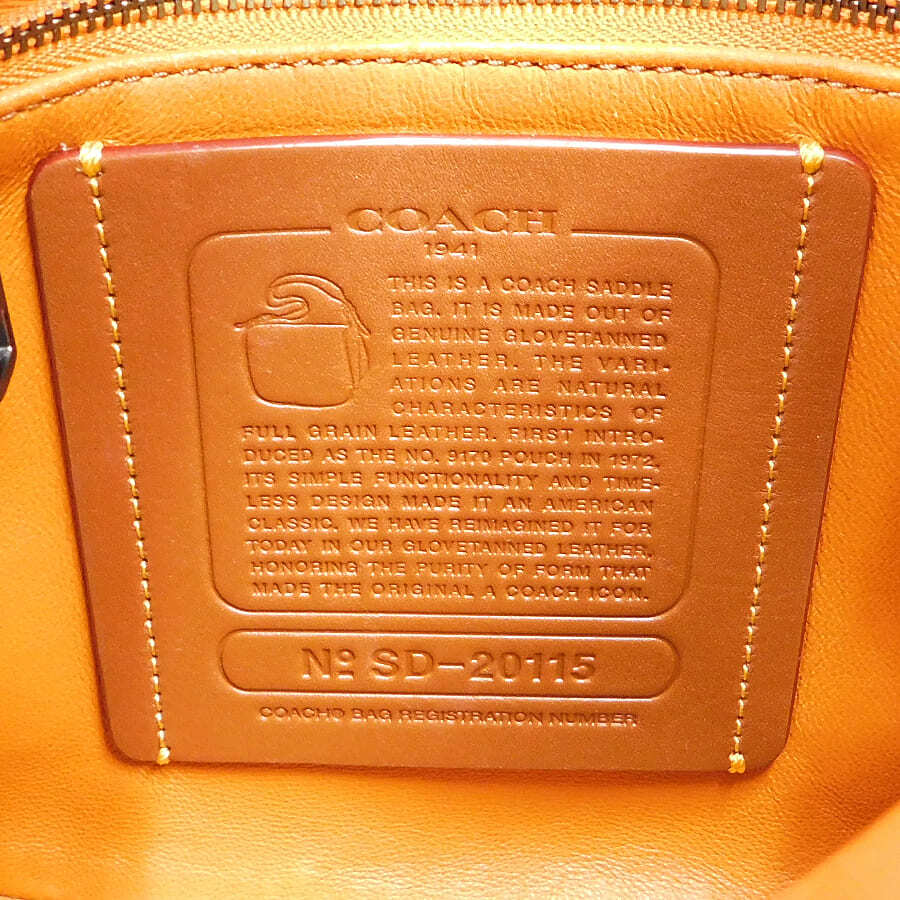 COACH
1941
THIS IS A COACH SADDLE
BAG. IT IS MADE OUT OF
GENUINE GLOVETANNED
LEATHER. THE VARI-
ATIONS ARE NATURAL
CHARACTERISTICS OF
FULL GRAIN LEATHER. FIRST INTRO-
DUCED AS THE NO. 9170 POUCH IN 1972.
ITS SIMPLE FUNCTIONALITY AND TIME-
LESS DESIGN MADE IT AN AMERICAN
CLASSIC. WE HAVE REIMAGINED IT FOR
TODAY IN OUR GLOVETANNED LEATHER,
HONORING THE PURITY OF FORM THAT
MADE THE ORIGINAL A COACH ICON.
Nº SD-20115
COACH® BAG REGISTRATION NUMBER